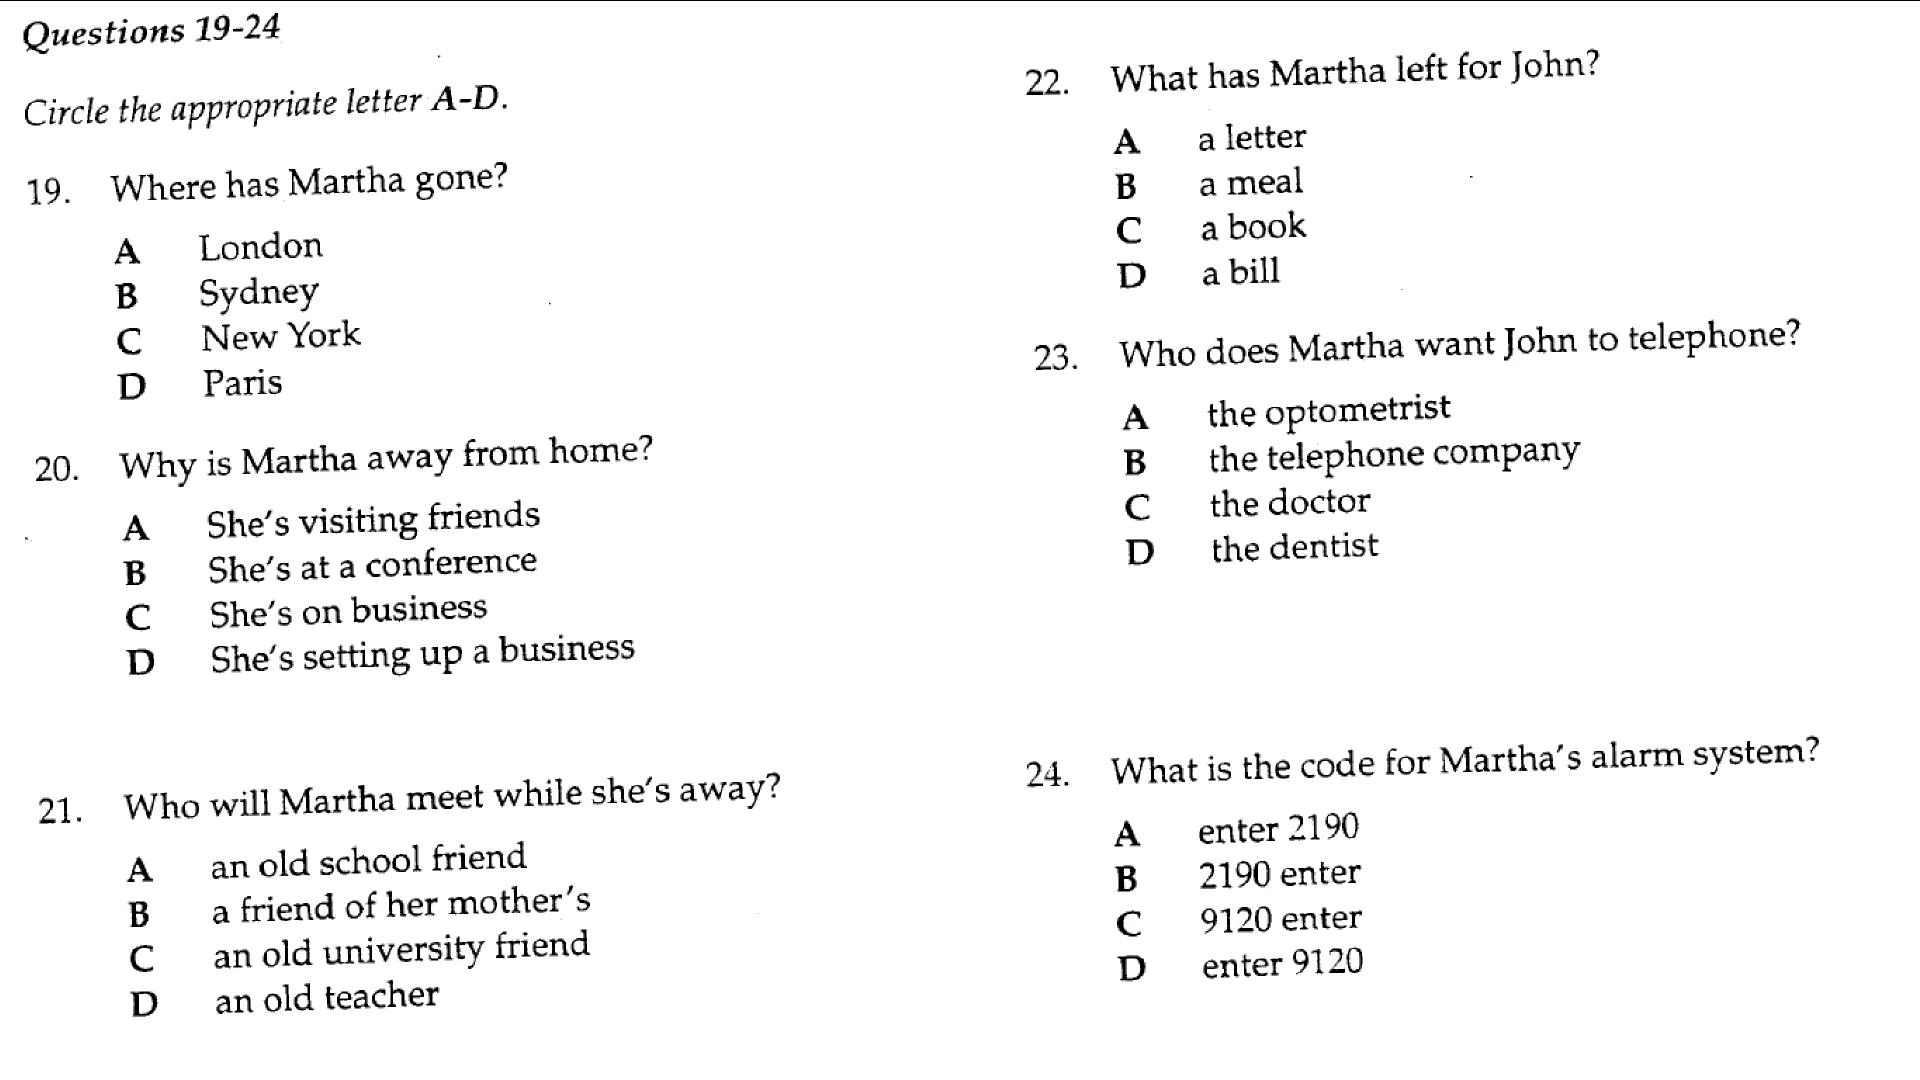 Questions 19-24
Circle the appropriate letter A-D.
19. Where has Martha gone?
A London
B Sydney
C New York
D Paris
20. Why is Martha away from home?
A She's visiting friends
B She's at a conference
C She's on business
D She's setting up a business
21. Who will Martha meet while she's away?
A an old school friend
B a friend of her mother's
C an old university friend
D an old teacher
22. What has Martha left for John?
A a letter
B a meal
C a book
D a bill
23. Who does Martha want John to telephone?
A the optometrist
B the telephone company
C the doctor
D the dentist
24. What is the code for Martha's alarm system?
A enter 2190
B 2190 enter
C 9120 enter
D enter 9120